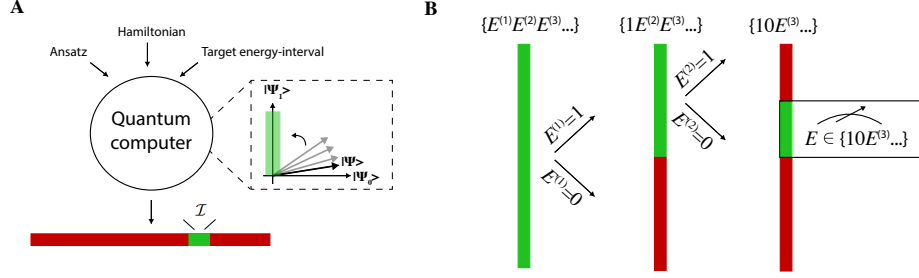 A
Hamiltonian
Ansatz
Target energy-interval
Quantum
computer
|Ψ₁>
|Ψ>
|Ψ₀>
ℐ
B
{E⁽¹⁾E⁽²⁾E⁽³⁾...}
{1E⁽²⁾E⁽³⁾...}
{10E⁽³⁾...}
E⁽¹⁾=1
E⁽¹⁾=0
E⁽²⁾=1
E⁽²⁾=0
E ∈ {10E⁽³⁾...}